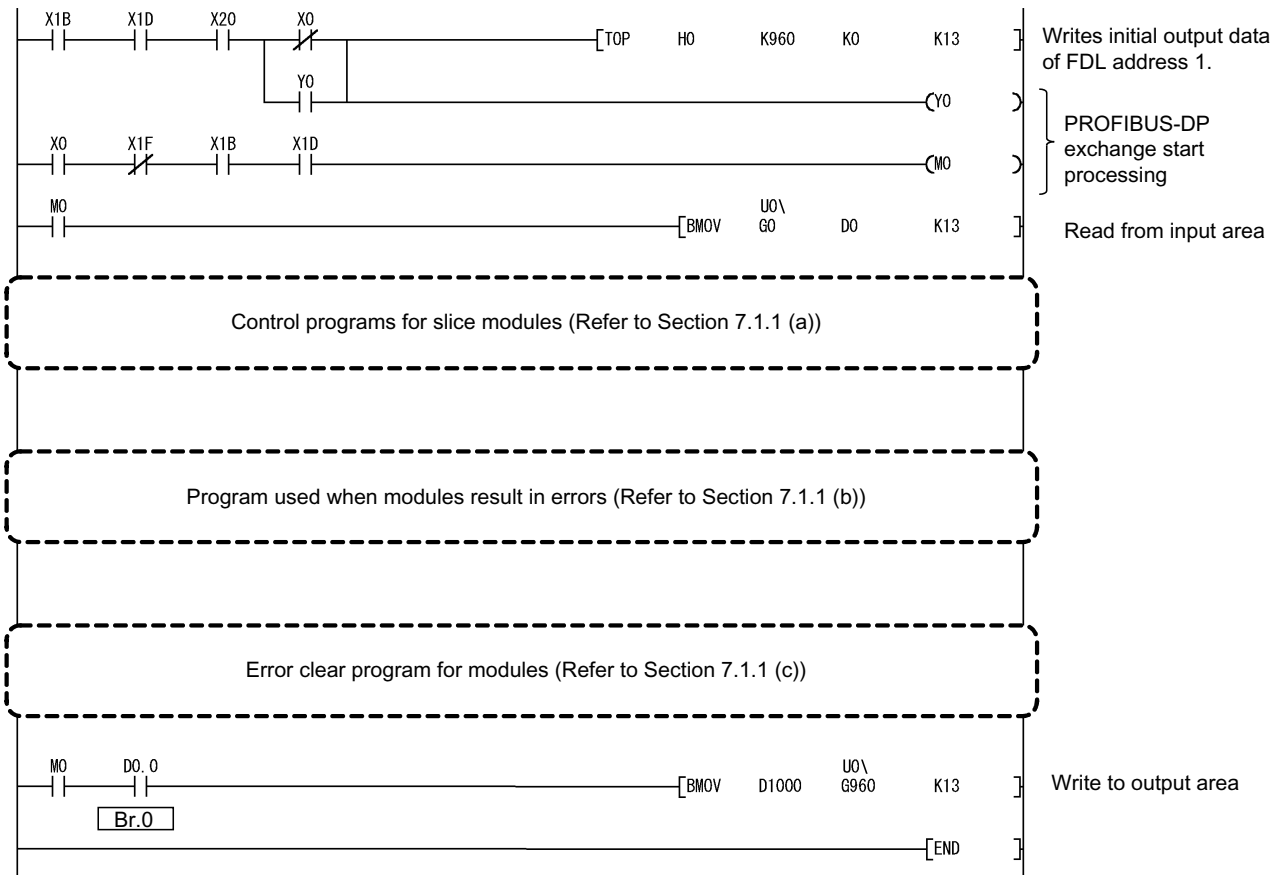 X1B X1D X20 X0
[TOP H0 K960 K0 K13 ]
Writes initial output data
of FDL address 1.
Y0
(Y0 )
PROFIBUS-DP
exchange start
processing
X0 X1F X1B X1D
(M0 )
M0
[BMOV U0\
G0 D0 K13 ]
Read from input area
Control programs for slice modules (Refer to Section 7.1.1 (a))
Program used when modules result in errors (Refer to Section 7.1.1 (b))
Error clear program for modules (Refer to Section 7.1.1 (c))
M0 D0.0
[BMOV D1000 U0\
G960 K13 ]
Write to output area
Br.0
[END ]